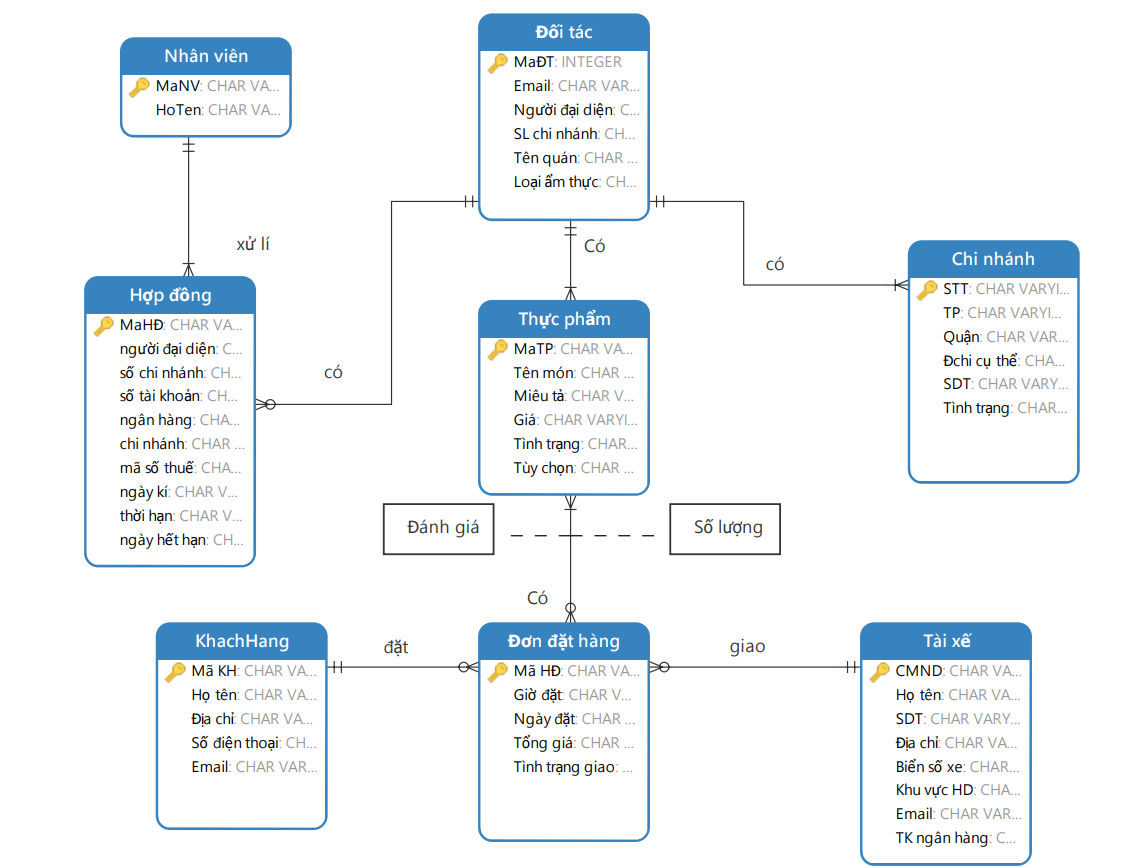 Nhân viên
MaNV: CHAR VA...
HoTen: CHAR VA...
Đối tác
MaĐT: INTEGER
Email: CHAR VAR...
Người đại diện: C...
SL chi nhánh: CH...
Tên quán: CHAR ...
Loại ẩm thực: CH...
xử lí
Có
có
có
Chi nhánh
STT: CHAR VARYI...
TP: CHAR VARYI...
Quận: CHAR VAR...
Đchi cụ thể: CHA...
SDT: CHAR VARY...
Tình trạng: CHAR...
Hợp đồng
MaHĐ: CHAR VA...
người đại diện: C...
số chi nhánh: CH...
số tài khoản: CH...
ngân hàng: CHA...
chi nhánh: CHAR ...
mã số thuế: CHA...
ngày kí: CHAR V...
thời hạn: CHAR V...
ngày hết hạn: CH...
Thực phẩm
MaTP: CHAR VA...
Tên món: CHAR ...
Miêu tả: CHAR V...
Giá: CHAR VARYI...
Tình trạng: CHAR...
Tùy chọn: CHAR ...
Đánh giá
Số lượng
Có
KhachHang
Mã KH: CHAR VA...
Họ tên: CHAR VA...
Địa chỉ: CHAR VA...
Số điện thoại: CH...
Email: CHAR VAR...
đặt
Đơn đặt hàng
Mã HĐ: CHAR VA...
Giờ đặt: CHAR V...
Ngày đặt: CHAR ...
Tổng giá: CHAR ...
Tình trạng giao: ...
giao
Tài xế
CMND: CHAR VA...
Họ tên: CHAR VA...
SDT: CHAR VARY...
Địa chỉ: CHAR VA...
Biển số xe: CHAR...
Khu vực HD: CHA...
Email: CHAR VAR...
TK ngân hàng: C...